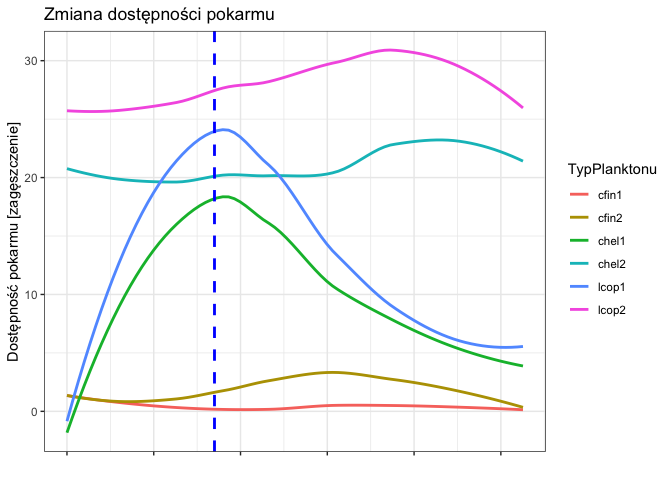 Zmiana dostępności pokarmu
Dostępność pokarmu [zagęszczenie]
30
20
10
0
TypPlanktonu
cfin1
cfin2
chel1
chel2
lcop1
lcop2